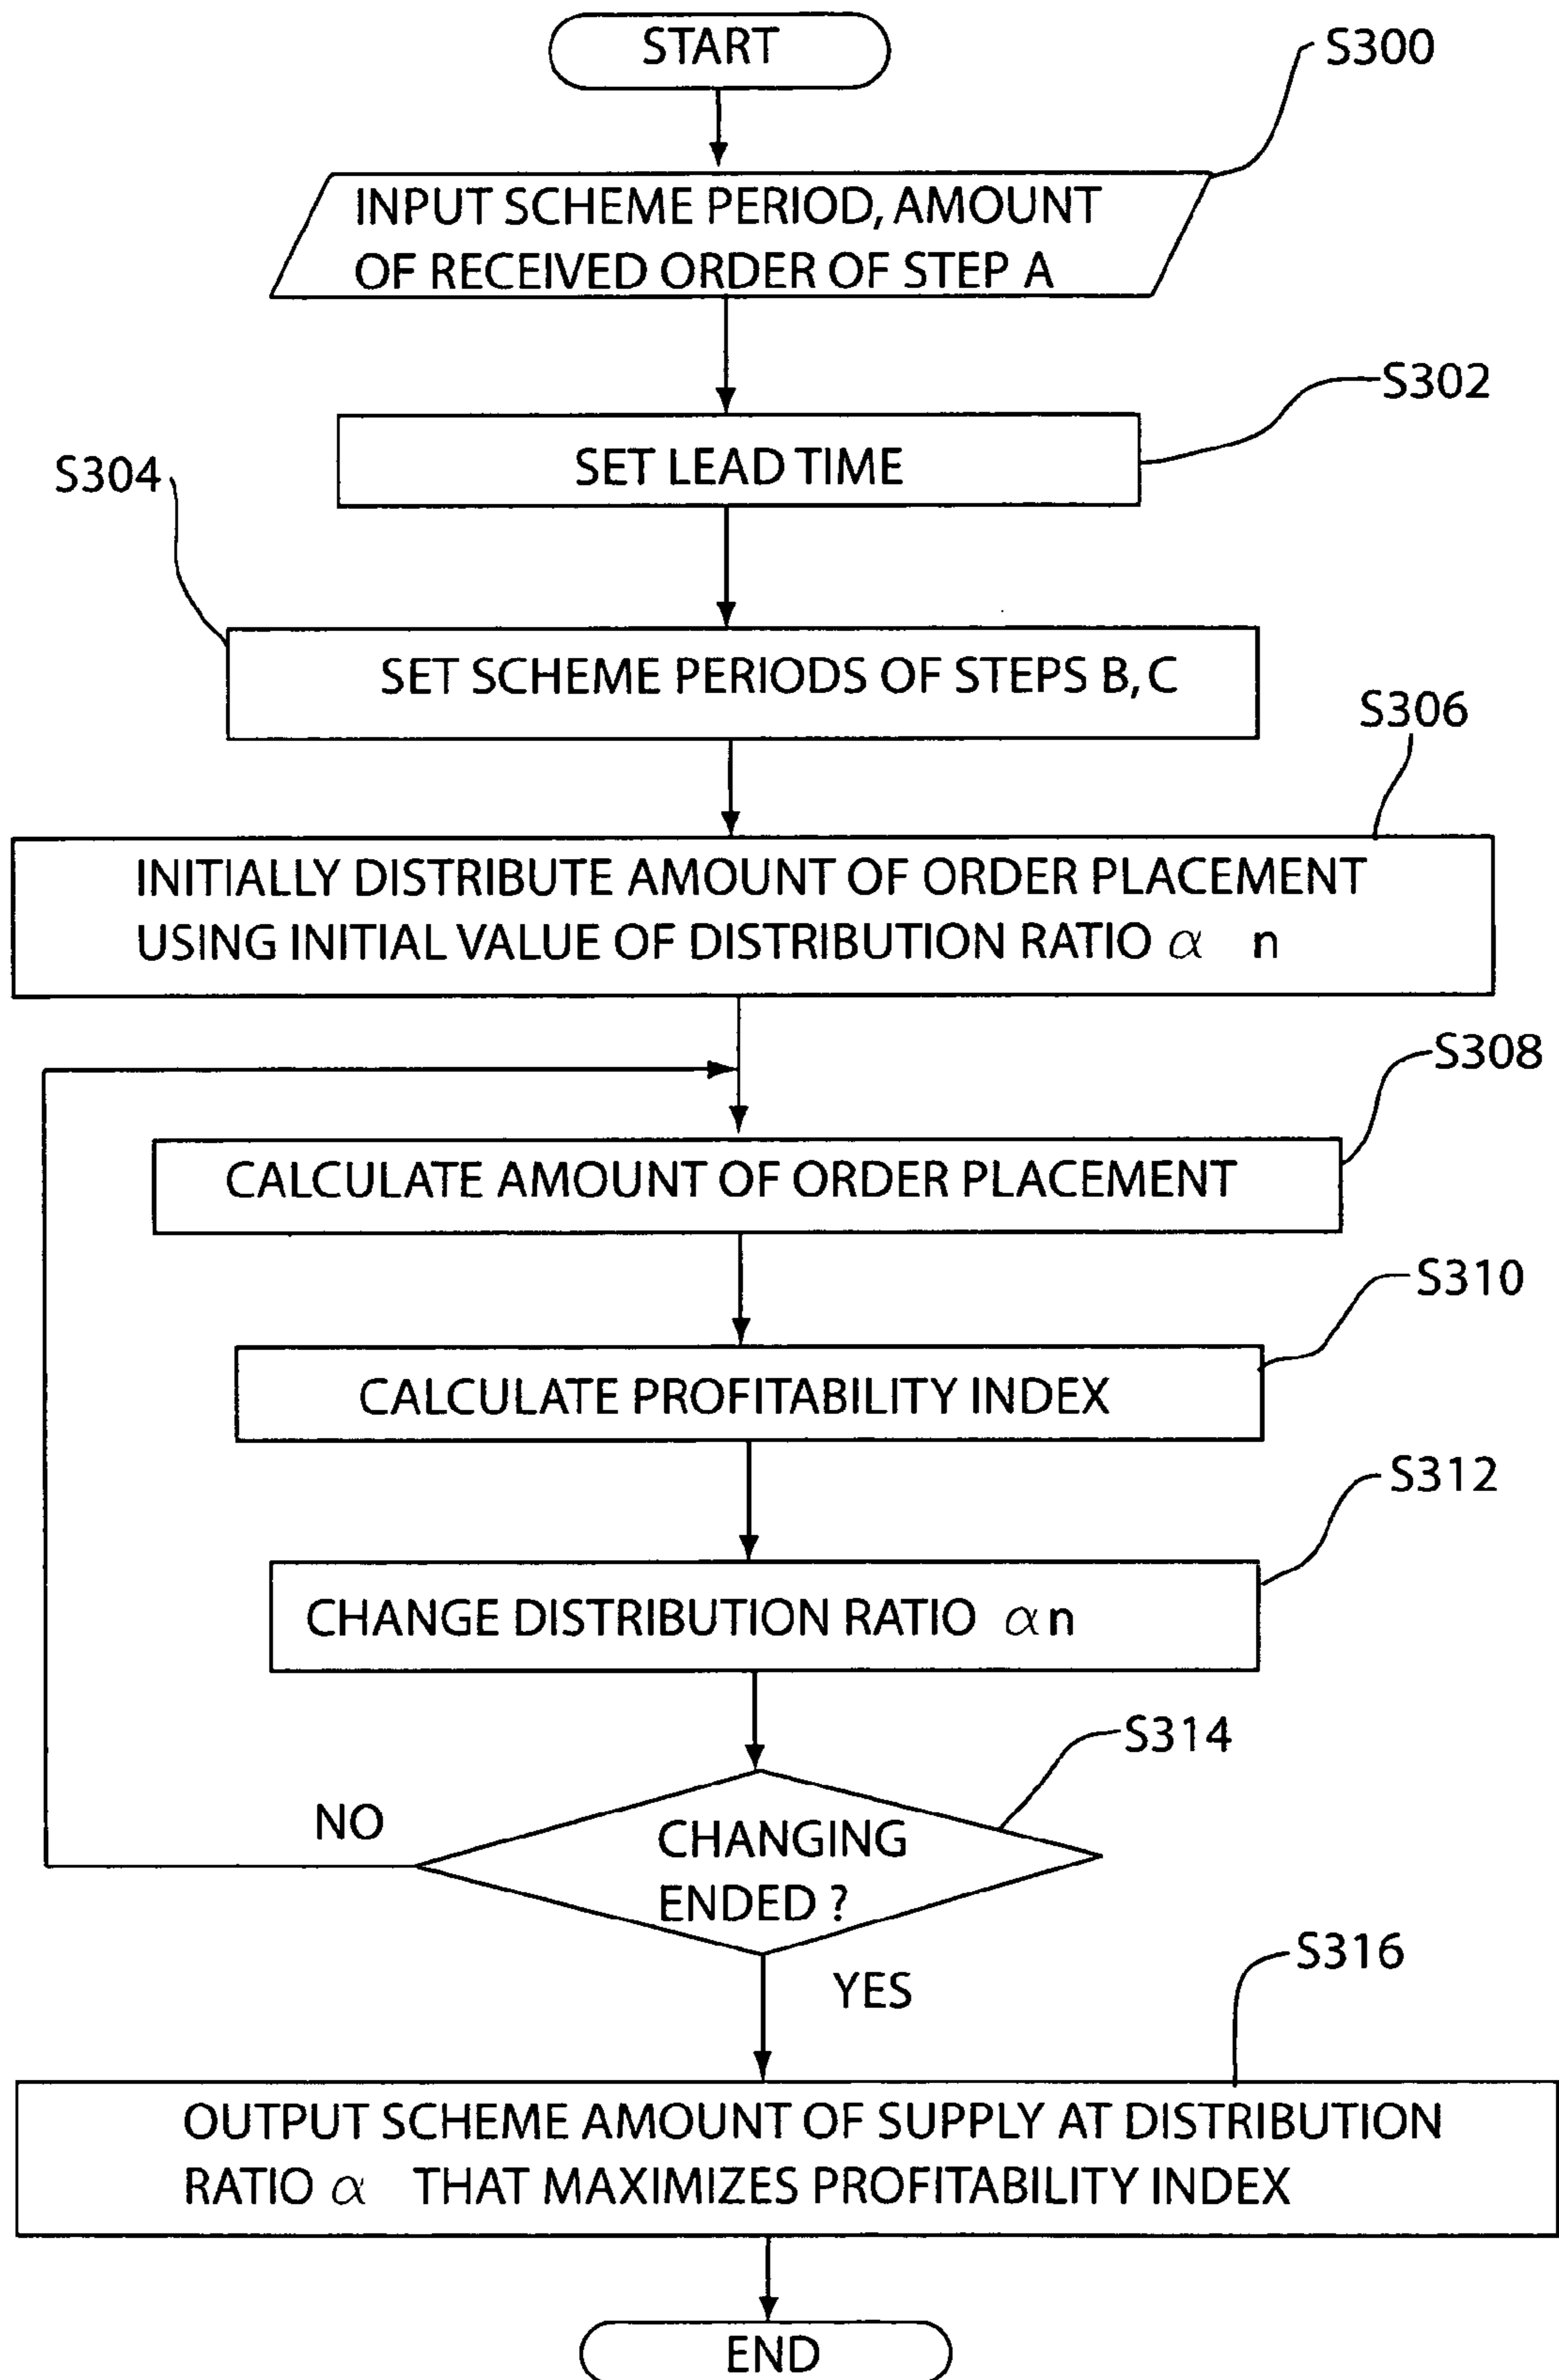 START
S300
INPUT SCHEME PERIOD, AMOUNT
OF RECEIVED ORDER OF STEP A
S302
SET LEAD TIME
S304
SET SCHEME PERIODS OF STEPS B, C
S306
INITIALLY DISTRIBUTE AMOUNT OF ORDER PLACEMENT
USING INITIAL VALUE OF DISTRIBUTION RATIO α n
S308
CALCULATE AMOUNT OF ORDER PLACEMENT
S310
CALCULATE PROFITABILITY INDEX
S312
CHANGE DISTRIBUTION RATIO αn
S314
NO
CHANGING
ENDED ?
YES
S316
OUTPUT SCHEME AMOUNT OF SUPPLY AT DISTRIBUTION
RATIO α THAT MAXIMIZES PROFITABILITY INDEX
END